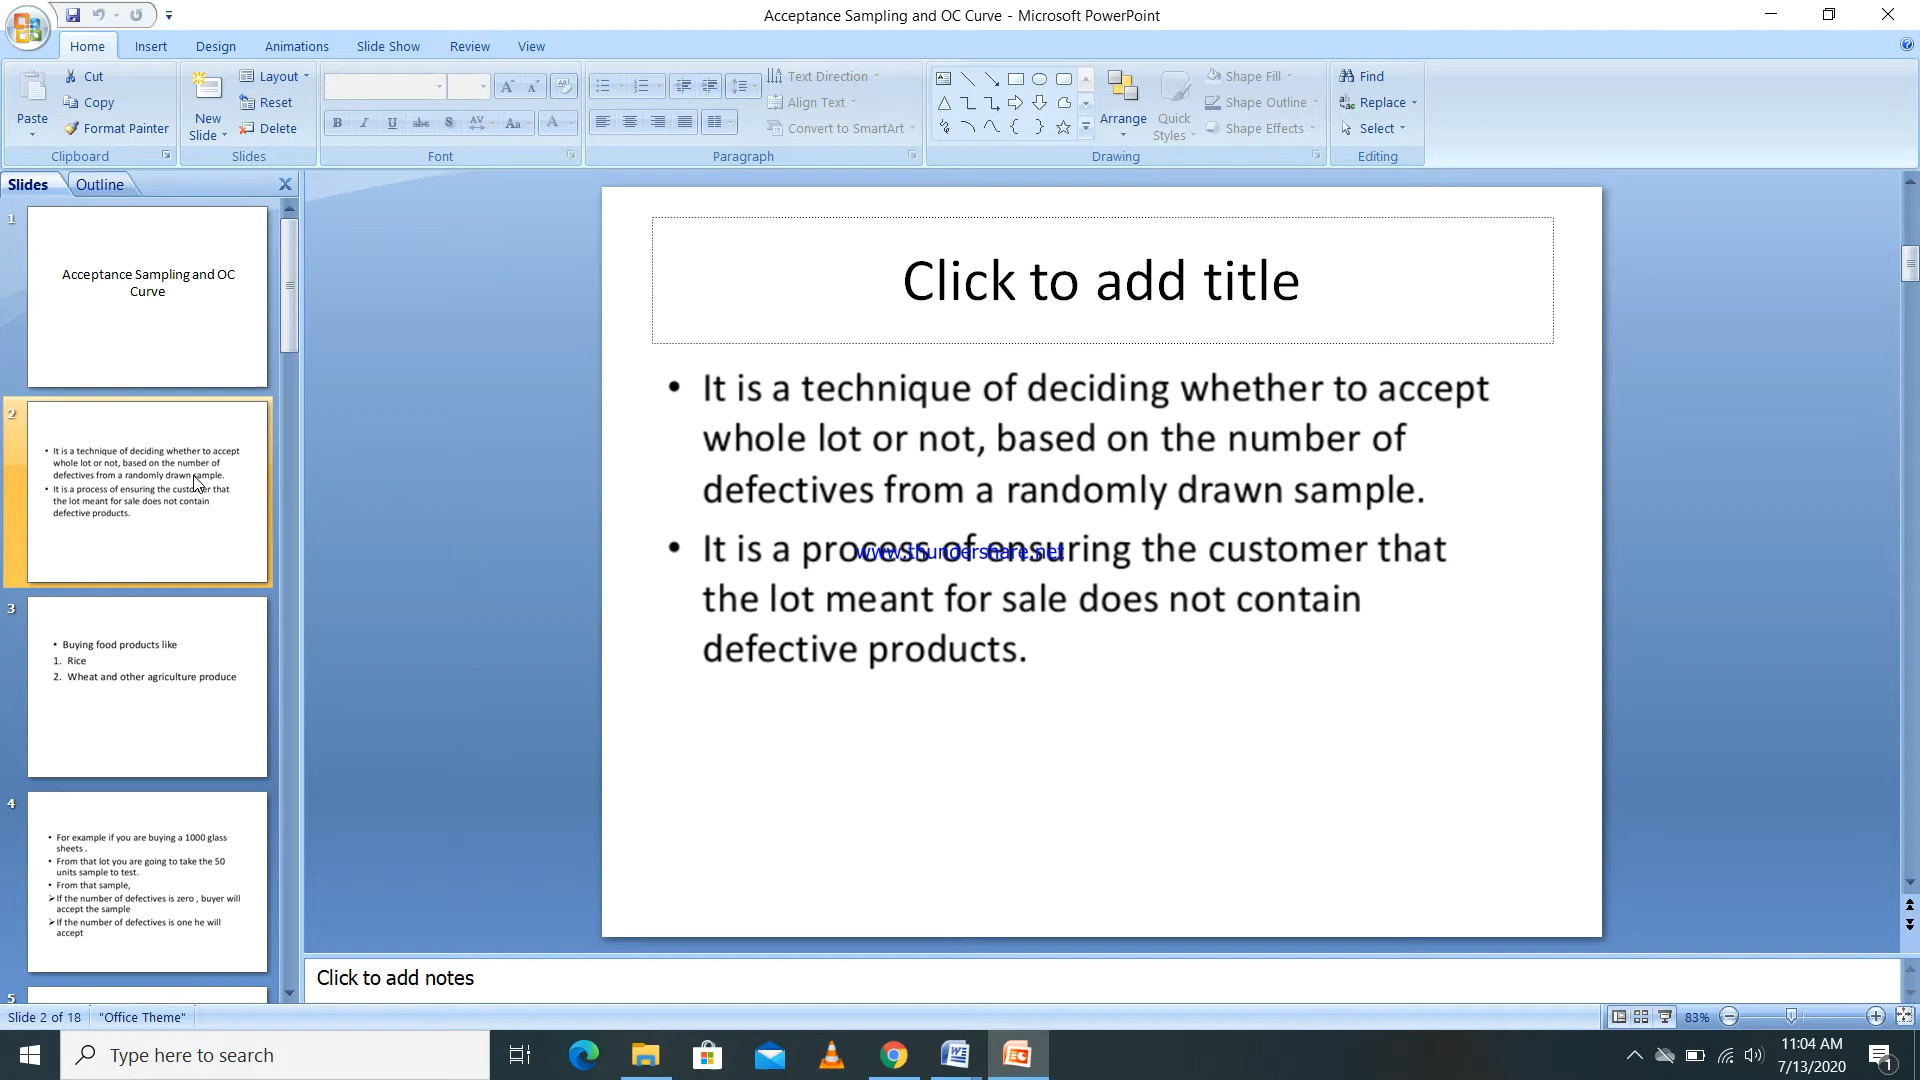 Acceptance Sampling and OC Curve - Microsoft PowerPoint
Home Insert Design Animations Slide Show Review View
Paste
Cut
Copy
Format Painter
Clipboard
New
Slide
Layout
Reset
Delete
Slides
B I U abc S AV Aa A
Font
Text Direction
Align Text
Convert to SmartArt
Paragraph
Arrange
Quick
Styles
Shape Fill
Shape Outline
Shape Effects
Drawing
Find
Replace
Select
Editing
Slides Outline
1
Acceptance Sampling and OC
Curve
2
• It is a technique of deciding whether to accept
whole lot or not, based on the number of
defectives from a randomly drawn sample.
• It is a process of ensuring the customer that
the lot meant for sale does not contain
defective products.
3
• Buying food products like
1. Rice
2. Wheat and other agriculture produce
4
• For example if you are buying a 1000 glass
sheets .
• From that lot you are going to take the 50
units sample to test.
• From that sample,
➢If the number of defectives is zero , buyer will
accept the sample
➢If the number of defectives is one he will
accept
5
Click to add title
• It is a technique of deciding whether to accept
whole lot or not, based on the number of
defectives from a randomly drawn sample.
• It is a process of ensuring the customer that
the lot meant for sale does not contain
defective products.
www.thundershare.net
Click to add notes
Slide 2 of 18 "Office Theme" 83%
Type here to search
11:04 AM
7/13/2020
1